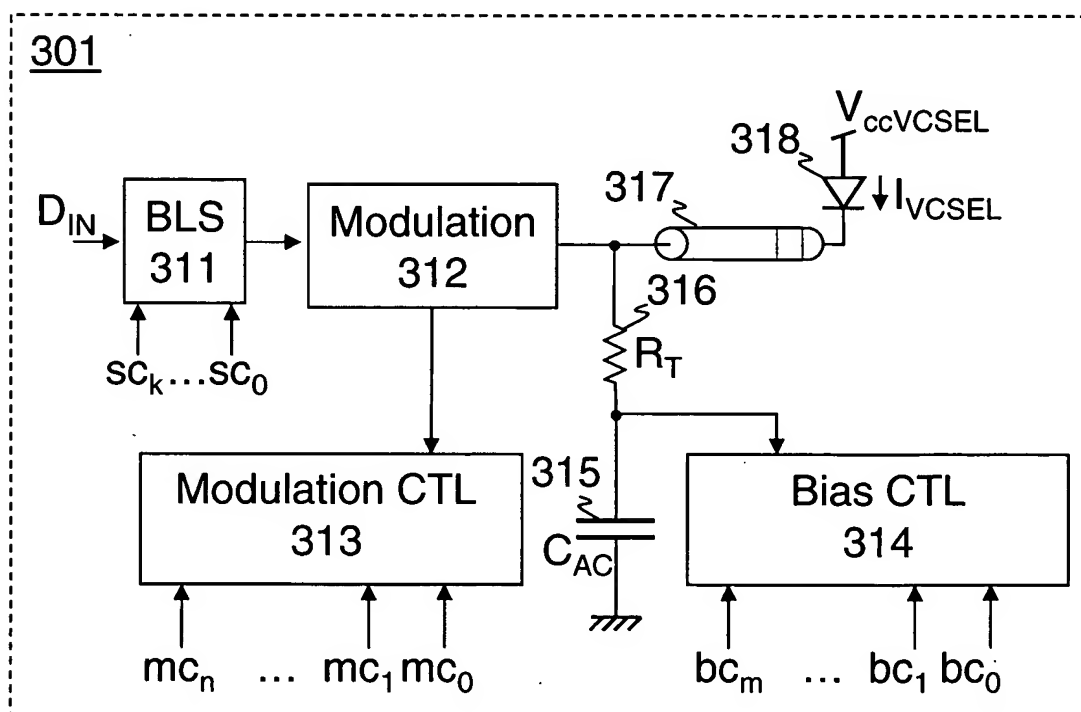 301
V_ccVCSEL
318
I_VCSEL
317
D_IN
BLS
311
Modulation
312
316
R_T
sc_k...sc_0
315
C_AC
Modulation CTL
313
Bias CTL
314
mc_n ... mc_1 mc_0
bc_m ... bc_1 bc_0